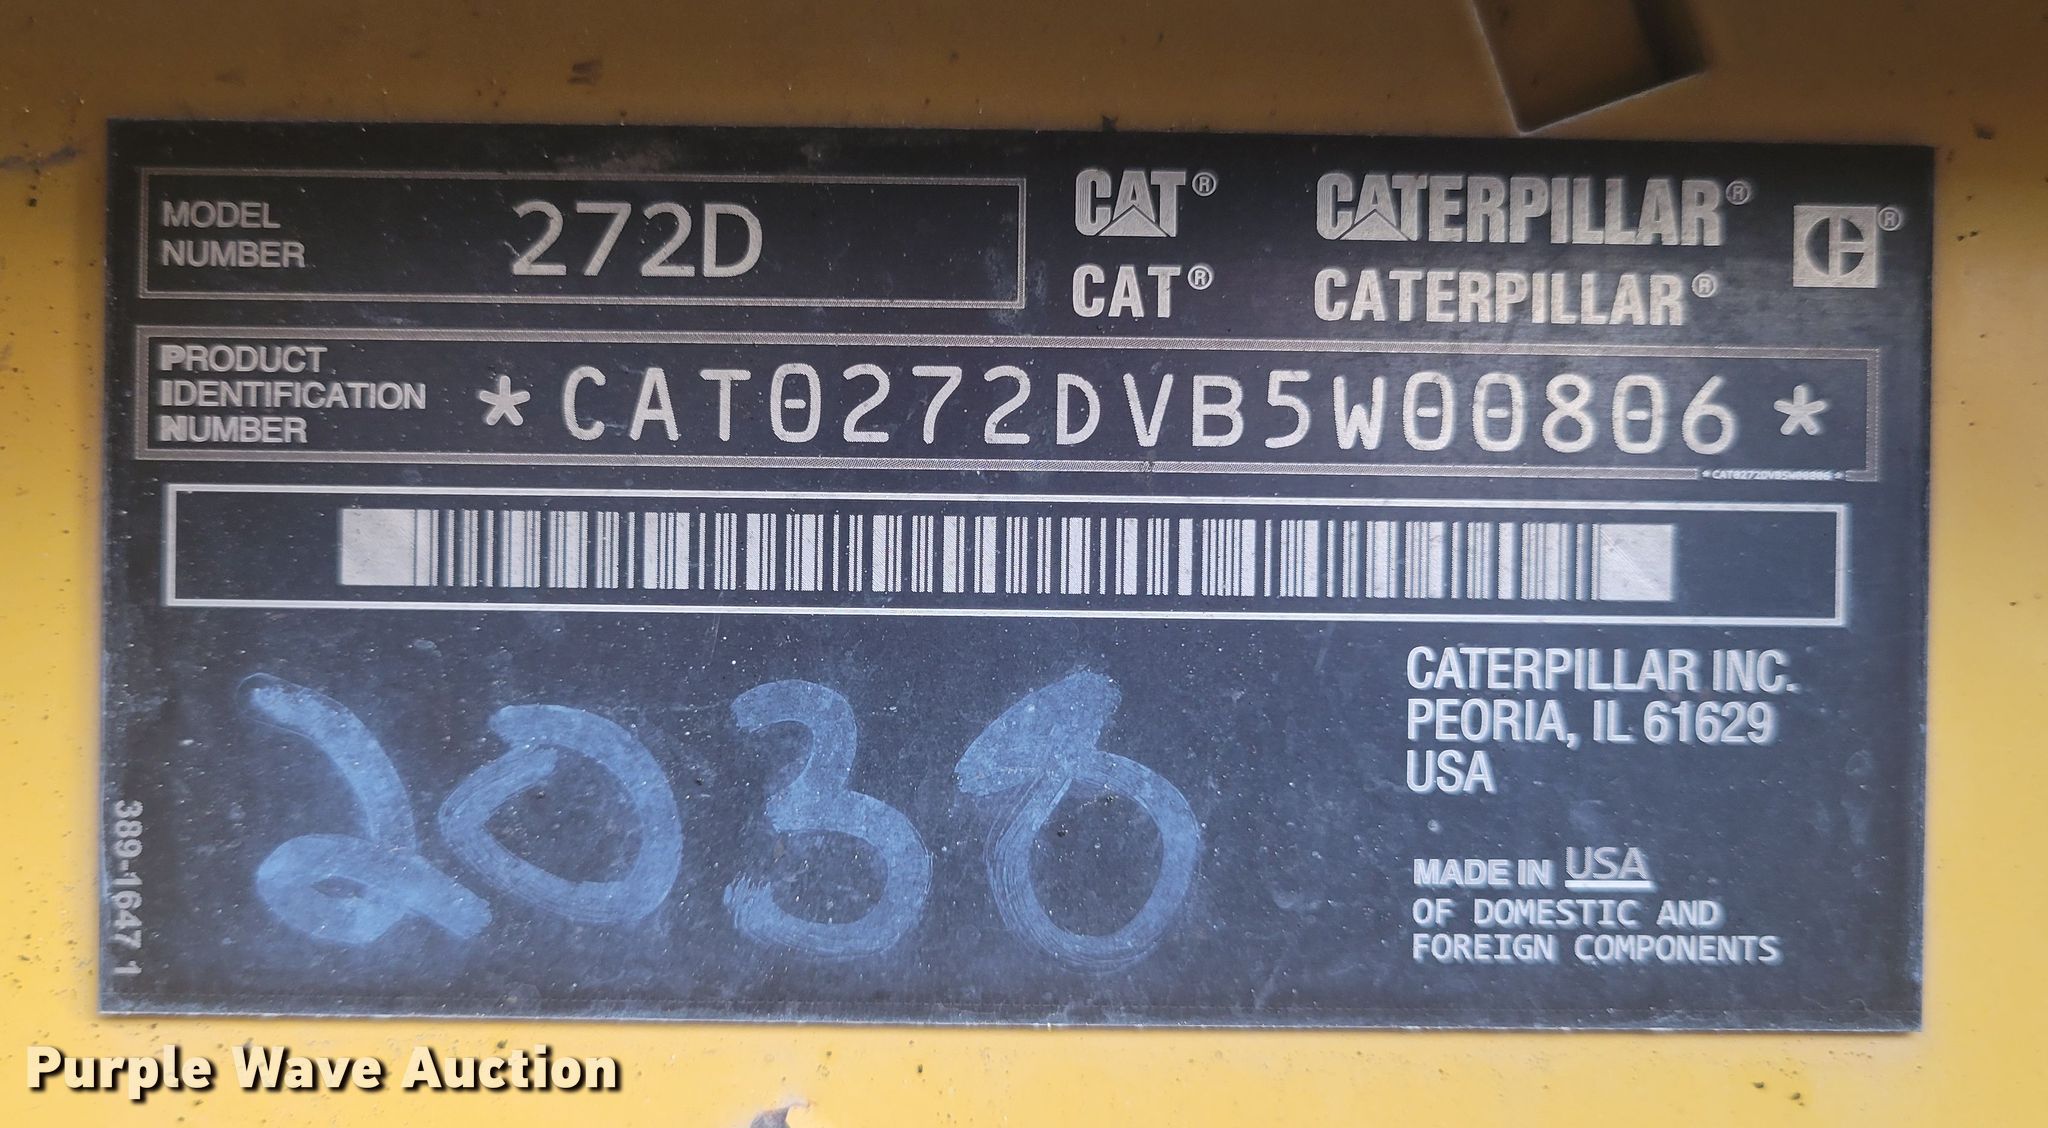 MODEL NUMBER 272D
CAT® CATERPILLAR® ®
CAT® CATERPILLAR®
PRODUCT IDENTIFICATION NUMBER *CAT0272DVB5W00806*
*CAT0272DVB5W00806*
CATERPILLAR INC.
PEORIA, IL 61629
USA
2038
MADE IN USA
OF DOMESTIC AND
FOREIGN COMPONENTS
389-1647 1
Purple Wave Auction